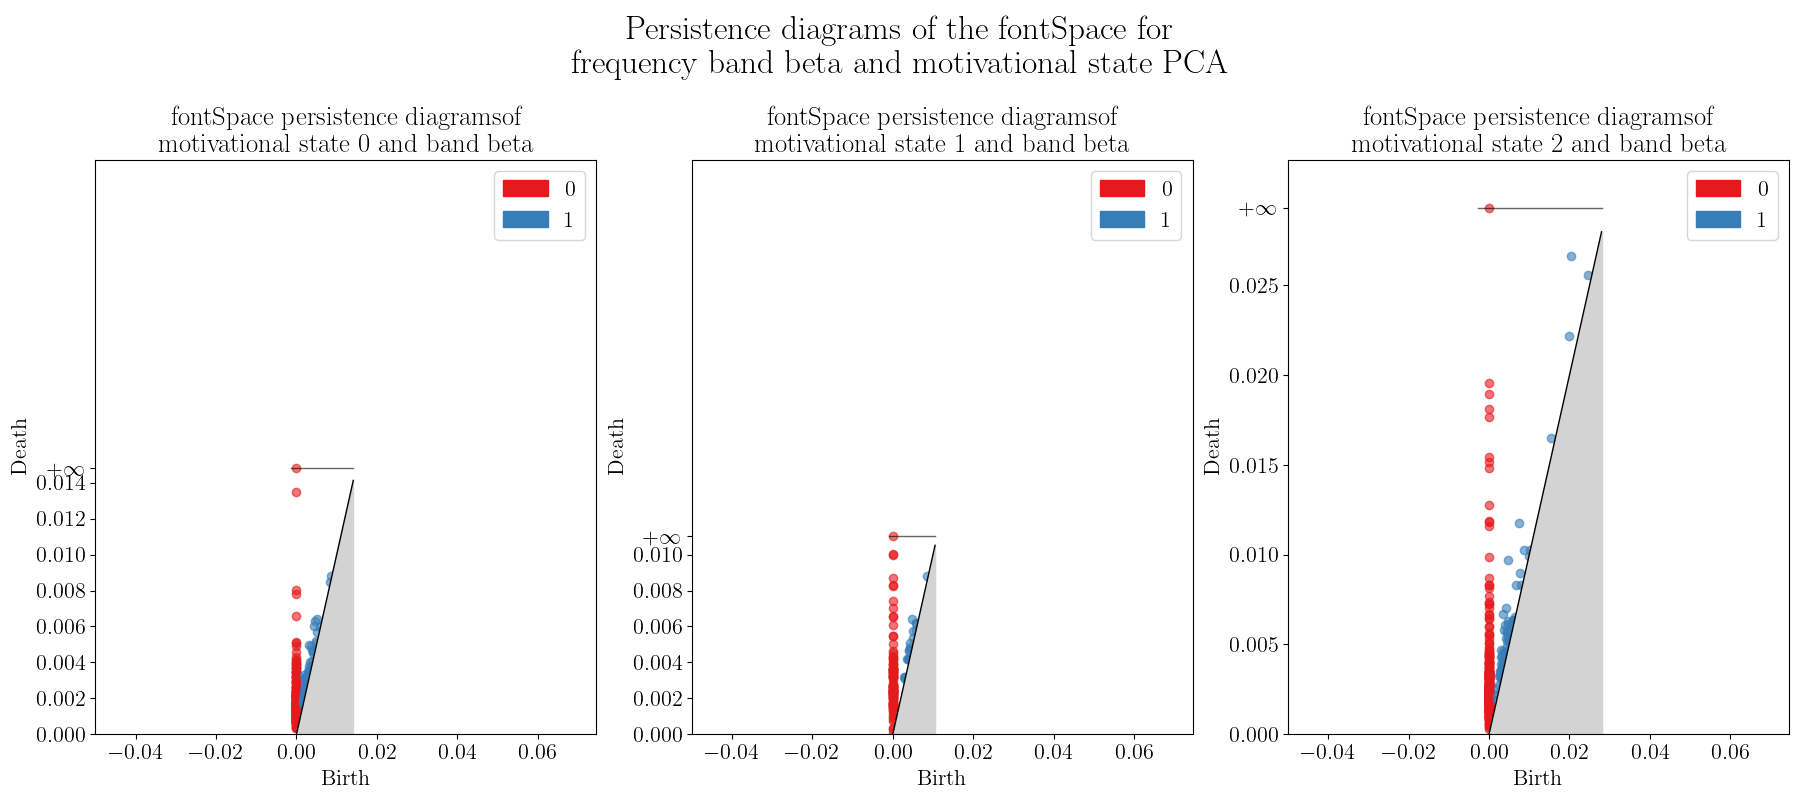 Persistence diagrams of the fontSpace for
frequency band beta and motivational state PCA
fontSpace persistence diagramsof
motivational state 0 and band beta
0
1
Death
+∞
0.014
0.012
0.010
0.008
0.006
0.004
0.002
0.000
−0.04 −0.02 0.00 0.02 0.04 0.06
Birth
fontSpace persistence diagramsof
motivational state 1 and band beta
0
1
Death
+∞
0.010
0.008
0.006
0.004
0.002
0.000
−0.04 −0.02 0.00 0.02 0.04 0.06
Birth
fontSpace persistence diagramsof
motivational state 2 and band beta
0
1
Death
+∞
0.025
0.020
0.015
0.010
0.005
0.000
−0.04 −0.02 0.00 0.02 0.04 0.06
Birth